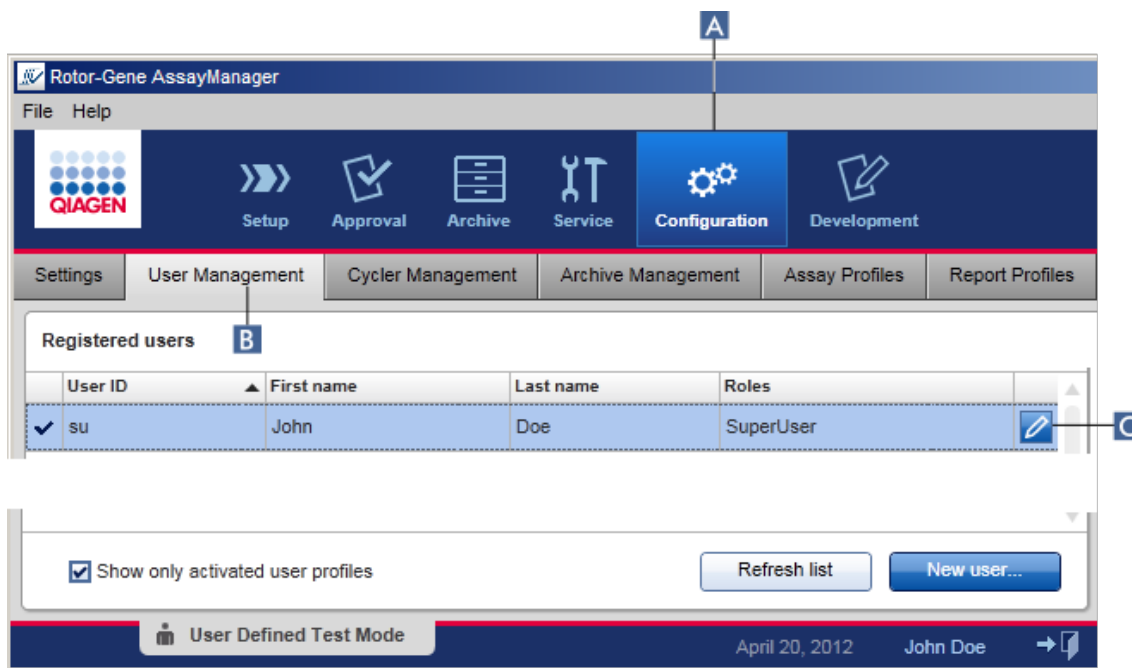 A
Rotor-Gene AssayManager
File Help
QIAGEN
Setup Approval Archive Service Configuration Development
Settings User Management Cycler Management Archive Management Assay Profiles Report Profiles
B
Registered users
User ID First name Last name Roles
su John Doe SuperUser
C
Show only activated user profiles Refresh list New user...
User Defined Test Mode
April 20, 2012 John Doe